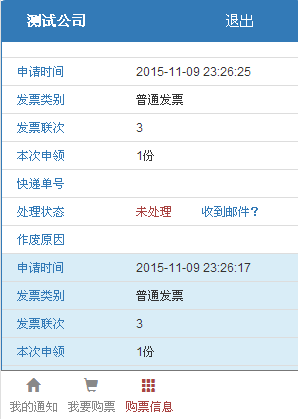 测试公司 退出
申请时间 2015-11-09 23:26:25
发票类别 普通发票
发票联次 3
本次申领 1份
快递单号
处理状态 未处理 收到邮件?
作废原因
申请时间 2015-11-09 23:26:17
发票类别 普通发票
发票联次 3
本次申领 1份
我的通知 我要购票 购票信息